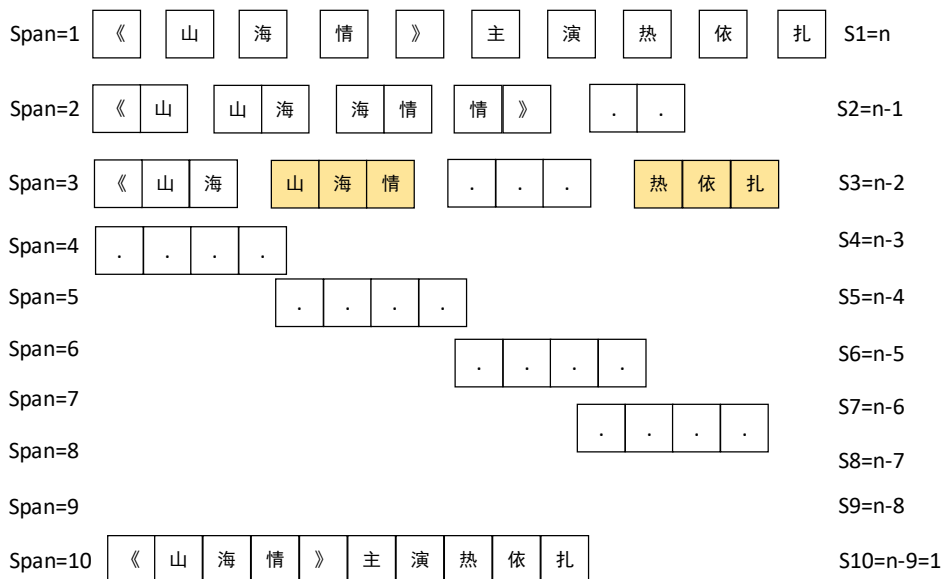 Span=1 《 山 海 情 》 主 演 热 依 扎 S1=n
Span=2 《 山 山 海 海 情 情 》 . . S2=n-1
Span=3 《 山 海 山 海 情 . . . 热 依 扎 S3=n-2
Span=4 . . . . S4=n-3
Span=5 . . . . S5=n-4
Span=6 . . . . S6=n-5
Span=7 . . . . S7=n-6
Span=8 S8=n-7
Span=9 S9=n-8
Span=10 《 山 海 情 》 主 演 热 依 扎 S10=n-9=1